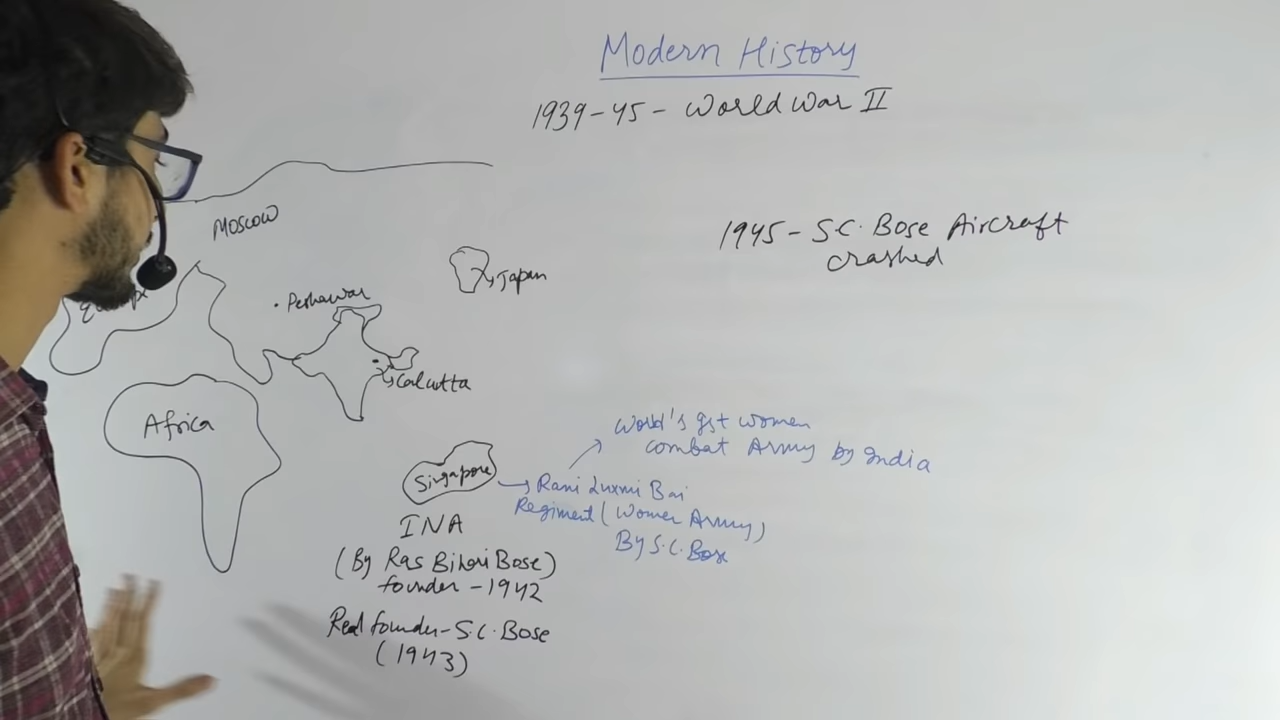 Modern History
1939-45 - World War II
MOSCOW
Japan
Peshawar
Calcutta
Africa
1945 - S.C. Bose Aircraft
crashed
World's gst women
combat Army by India
Singapore
Rani Luxmi Bai
Regiment (Women Army)
By S.C. Bose
INA
(By Ras Bihari Bose)
founder - 1942
Real founder - S.C. Bose
(1943)